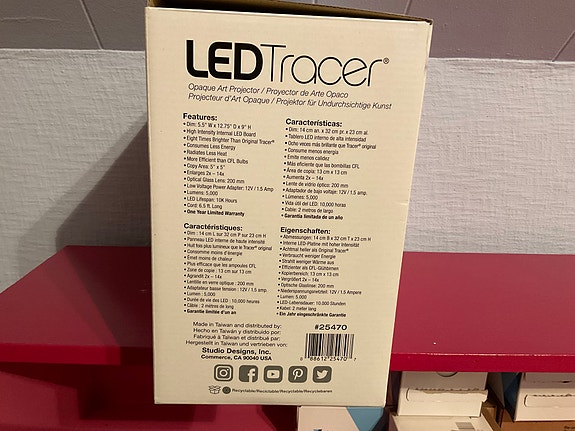 LEDTracer®
Opaque Art Projector / Proyector de Arte Opaco
Projecteur d'Art Opaque / Projektor für Undurchsichtige Kunst
Features:
• Dim: 5.5" W x 12.75" D x 9" H
• High Intensity Internal LED Board
• Eight Times Brighter Than Original Tracer®
• Consumes Less Energy
• Radiates Less Heat
• More Efficient than CFL Bulbs
• Copy Area: 5" x 5"
• Enlarges 2x – 14x
• Optical Glass Lens: 200 mm
• Low Voltage Power Adapter: 12V / 1.5 Amp
• Lumens: 5,000
• LED Lifespan: 10K Hours
• Cord: 6.5 ft. Long
• One Year Limited Warranty
Características:
• Dim: 14 cm an. x 32 cm pr. x 23 cm al.
• Tablero LED interno de alta intensidad
• Ocho veces más brillante que Tracer® original
• Consume menos energía
• Emite menos calidez
• Más eficiente que las bombillas CFL
• Área de copia: 13 cm x 13 cm
• Aumenta 2x – 14x
• Lente de vidrio óptico: 200 mm
• Adaptador de bajo voltaje: 12V / 1.5 amp.
• Lúmenes: 5,000
• Vida útil del LED: 10,000 horas
• Cable: 2 metros de largo
• Garantía limitada de un año
Caractéristiques:
• Dim : 14 cm L x 32 cm P x 23 cm H
• Panneau LED interne de haute intensité
• Huit fois plus lumineux que le Tracer® original
• Consomme moins d'énergie
• Émet moins de chaleur
• Plus efficace que les ampoules CFL
• Zone de copie : 13 cm x 13 cm
• Agrandit 2x – 14x
• Lentille en verre optique : 200 mm
• Adaptateur basse tension : 12V / 1.5 amp.
• Lumen : 5,000
• Durée de vie des LED : 10,000 heures
• Câble : 2 mètres de long
• Garantie limitée d'un an
Eigenschaften:
• Abmessungen: 14 cm B x 32 cm T x 23 cm H
• Interne LED-Platine mit hoher Intensität
• Achtmal heller als Original Tracer®
• Verbraucht weniger Energie
• Strahlt weniger Wärme aus
• Effizienter als CFL-Glühbirnen
• Kopierbereich: 13 cm x 13 cm
• Vergrößert 2x – 14x
• Optische Glaslinse: 200 mm
• Niederspannungsnetzteil: 12V / 1.5 Ampere
• Lumen: 5.000
• LED-Lebensdauer: 10.000 Stunden
• Kabel: 2 meter lang
• Ein Jahr eingeschränkte Garantie
Made in Taiwan and distributed by:
Hecho en Taiwán y distribuido por:
Fabriqué à Taiwan et distribué par:
Hergestellt in Taiwan und vertrieben von:
Studio Designs, Inc.
Commerce, CA 90040 USA
#25470
6 88612 25470 7
Recyclable/Reciclable/Recyclable/Recyclebaren